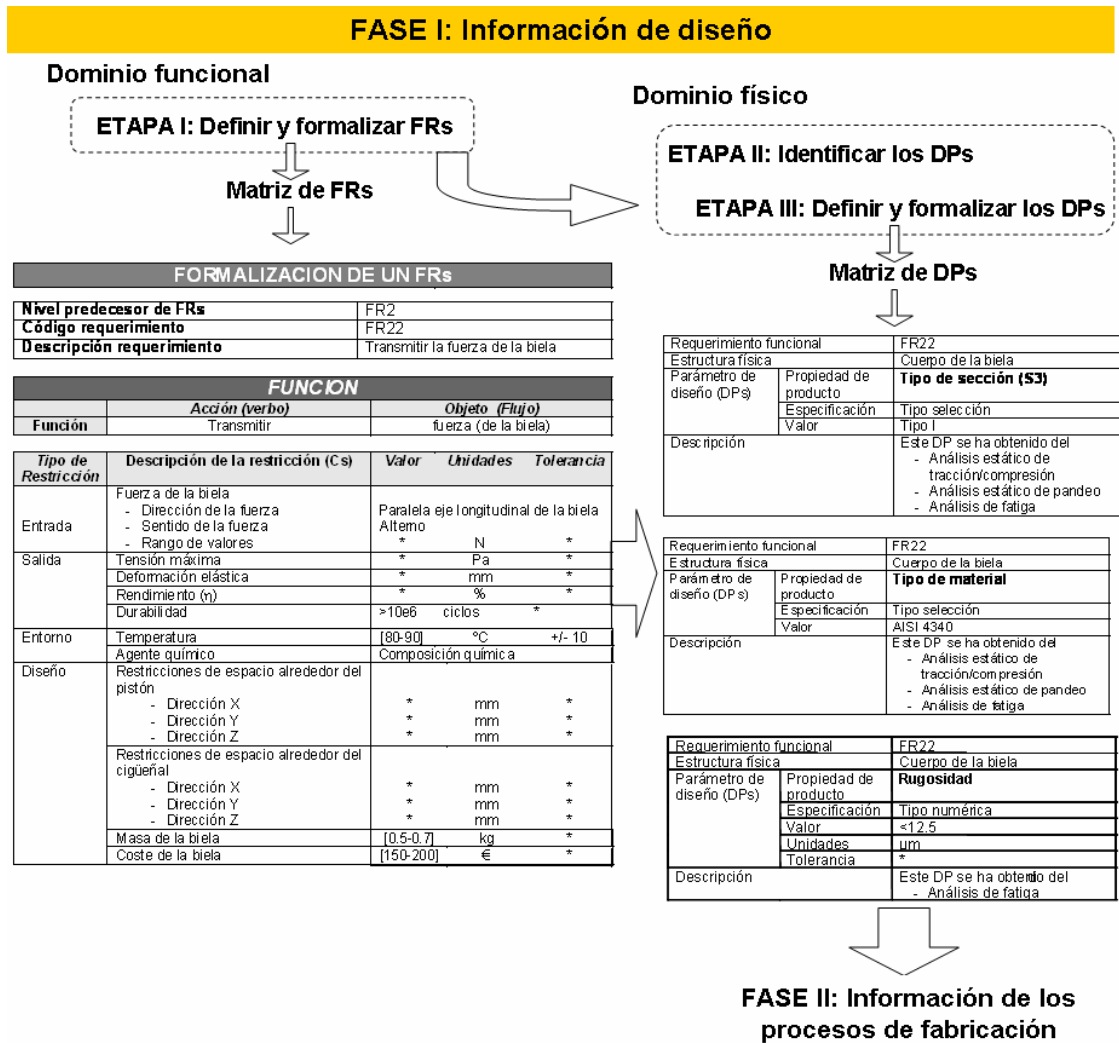 FASE I: Información de diseño
Dominio funcional
ETAPA I: Definir y formalizar FRs
Matriz de FRs
FORMALIZACION DE UN FRs
Nivel predecesor de FRs FR2
Código requerimiento FR22
Descripción requerimiento Transmitir la fuerza de la biela
FUNCION
Acción (verbo) Objeto (Flujo)
Función Transmitir fuerza (de la biela)
Tipo de Restricción Descripción de la restricción (Cs) Valor Unidades Tolerancia
Entrada Fuerza de la biela
- Dirección de la fuerza Paralela eje longitudinal de la biela
- Sentido de la fuerza Alterno
- Rango de valores * N *
Salida Tensión máxima * Pa *
Deformación elástica * mm *
Rendimiento (η) * % *
Durabilidad >10e6 ciclos *
Entorno Temperatura [80-90] °C +/- 10
Agente químico Composición química
Diseño Restricciones de espacio alrededor del
pistón
- Dirección X * mm *
- Dirección Y * mm *
- Dirección Z * mm *
Restricciones de espacio alrededor del
cigüeñal
- Dirección X * mm *
- Dirección Y * mm *
- Dirección Z * mm *
Masa de la biela [0.5-0.7] kg *
Coste de la biela [150-200] € *
Dominio físico
ETAPA II: Identificar los DPs
ETAPA III: Definir y formalizar los DPs
Matriz de DPs
Requerimiento funcional FR22
Estructura física Cuerpo de la biela
Parámetro de diseño (DPs) Propiedad de producto Tipo de sección (S3)
Especificación Tipo selección
Valor Tipo I
Descripción Este DP se ha obtenido del
- Análisis estático de
tracción/compresión
- Análisis estático de pandeo
- Análisis de fatiga
Requerimiento funcional FR22
Estructura física Cuerpo de la biela
Parámetro de diseño (DPs) Propiedad de producto Tipo de material
Especificación Tipo selección
Valor AISI 4340
Descripción Este DP se ha obtenido del
- Análisis estático de
tracción/compresión
- Análisis estático de pandeo
- Análisis de fatiga
Requerimiento funcional FR22
Estructura física Cuerpo de la biela
Parámetro de diseño (DPs) Propiedad de producto Rugosidad
Especificación Tipo numérica
Valor <12.5
Unidades um
Tolerancia *
Descripción Este DP se ha obtenido del
- Análisis de fatiga
FASE II: Información de los
procesos de fabricación